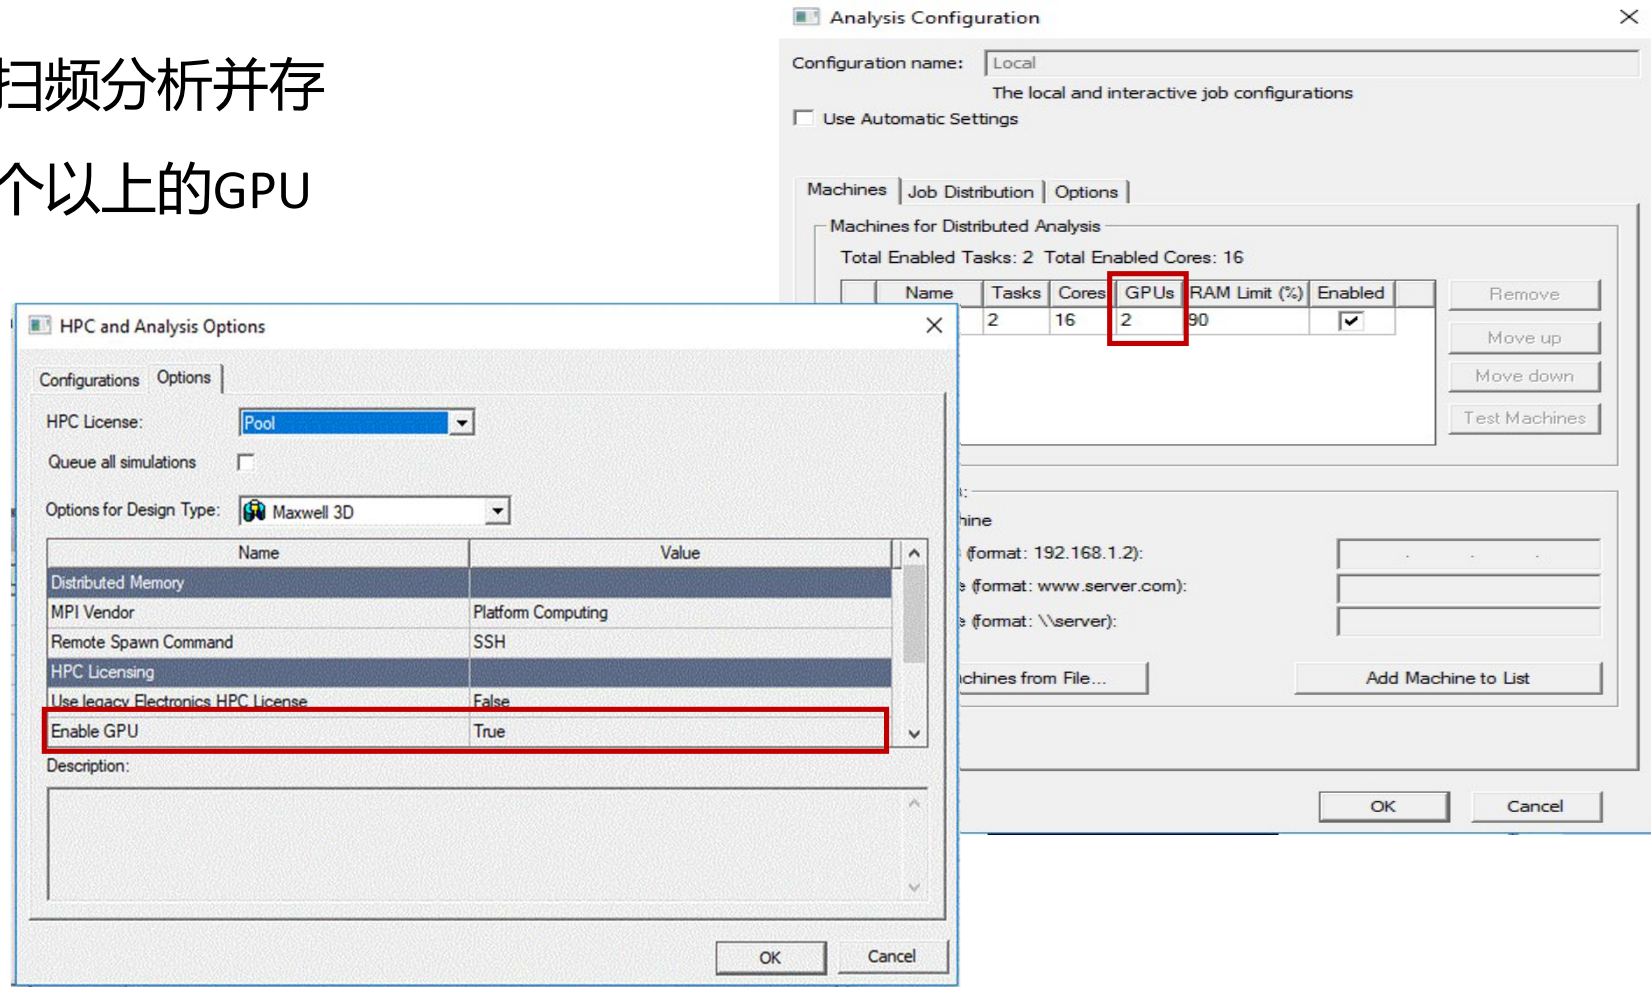 扫频分析并存
个以上的GPU
Analysis Configuration
Configuration name: Local
The local and interactive job configurations
Use Automatic Settings
Machines Job Distribution Options
Machines for Distributed Analysis
Total Enabled Tasks: 2 Total Enabled Cores: 16
Name Tasks Cores GPUs RAM Limit (%) Enabled
2 16 2 90
Remove
Move up
Move down
Test Machines
(format: 192.168.1.2):
(format: www.server.com):
(format: \\server):
from File...
Add Machine to List
OK Cancel
HPC and Analysis Options
Configurations Options
HPC License: Pool
Queue all simulations
Options for Design Type: Maxwell 3D
Name Value
Distributed Memory
MPI Vendor Platform Computing
Remote Spawn Command SSH
HPC Licensing
Use legacy Electronics HPC License False
Enable GPU True
Description:
OK Cancel